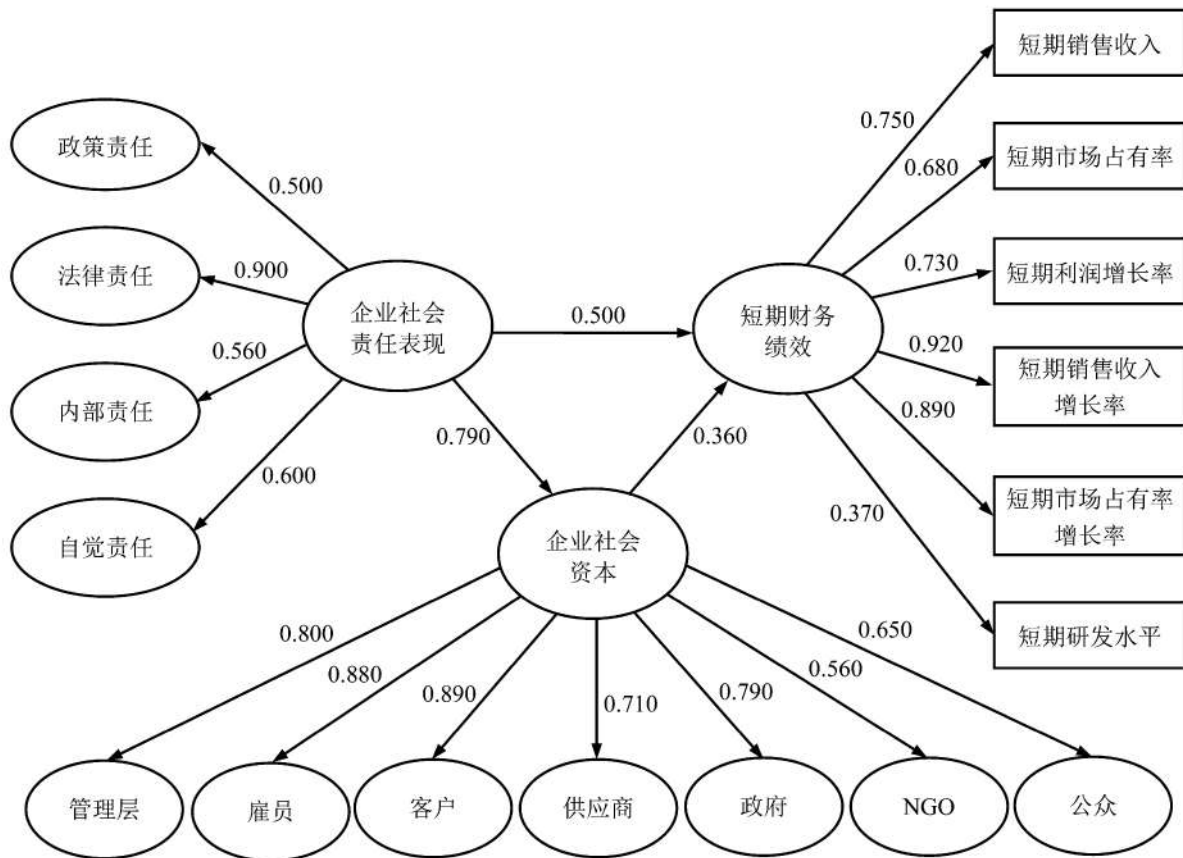 短期销售收入
0.750
政策责任
0.680
短期市场占有率
0.500
法律责任
0.900
0.730
短期利润增长率
企业社会
责任表现
0.500
短期财务
绩效
0.560
0.920
短期销售收入
增长率
内部责任
0.790
0.360
0.890
0.600
0.370
短期市场占有率
增长率
自觉责任
企业社会
资本
0.800
0.650
短期研发水平
0.880
0.890
0.710
0.790
0.560
管理层
雇员
客户
供应商
政府
NGO
公众